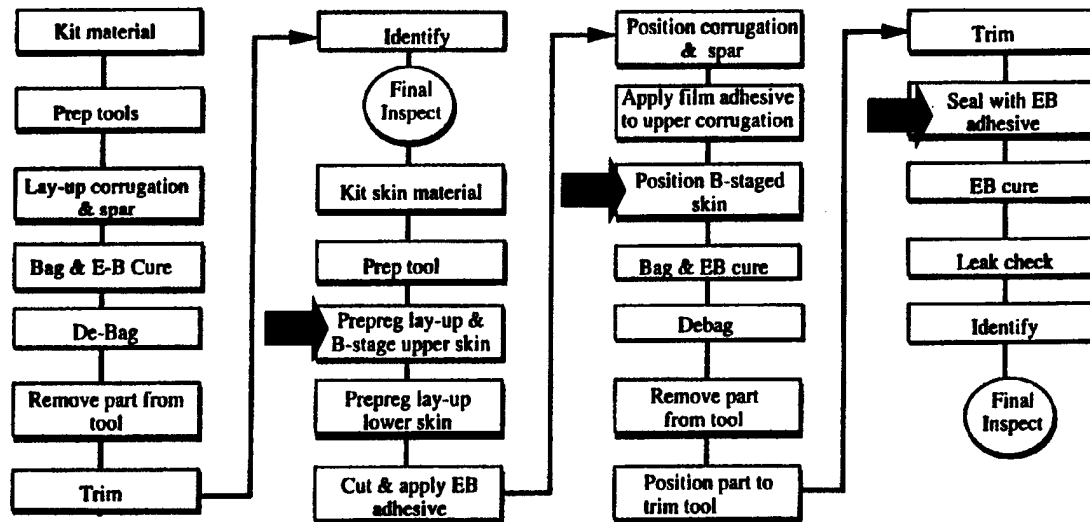 Kit material
Prep tools
Lay-up corrugation
& spar
Bag & E-B Cure
De-Bag
Remove part from
tool
Trim
Identify
Final
Inspect
Kit skin material
Prep tool
Prepreg lay-up &
B-stage upper skin
Prepreg lay-up
lower skin
Cut & apply EB
adhesive
Position corrugation
& spar
Apply film adhesive
to upper corrugation
Position B-staged
skin
Bag & EB cure
Debag
Remove part
from tool
Position part to
trim tool
Trim
Seal with EB
adhesive
EB cure
Leak check
Identify
Final
Inspect